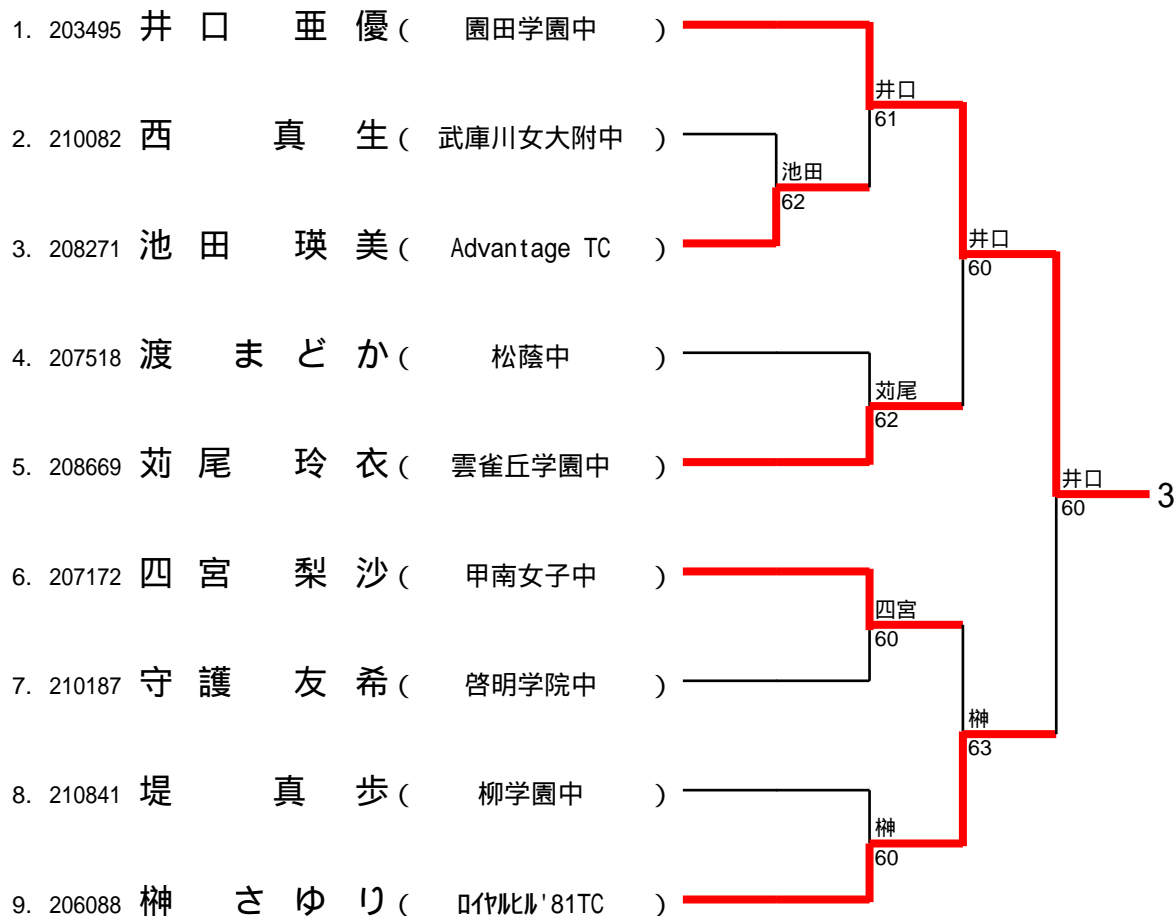 1. 203495 井口 亜優 ( 園田学園中 )
井口
61
2. 210082 西 真生 ( 武庫川女大附中 )
池田
62
3. 208271 池田 瑛美 ( Advantage TC )
井口
60
4. 207518 渡 まどか ( 松蔭中 )
苅尾
62
5. 208669 苅尾 玲衣 ( 雲雀丘学園中 )
井口
60
3
6. 207172 四宮 梨沙 ( 甲南女子中 )
四宮
60
7. 210187 守護 友希 ( 啓明学院中 )
榊
63
8. 210841 堤 真歩 ( 柳学園中 )
榊
60
9. 206088 榊 さゆり ( ﾛｲﾔﾙﾋﾙ'81TC )